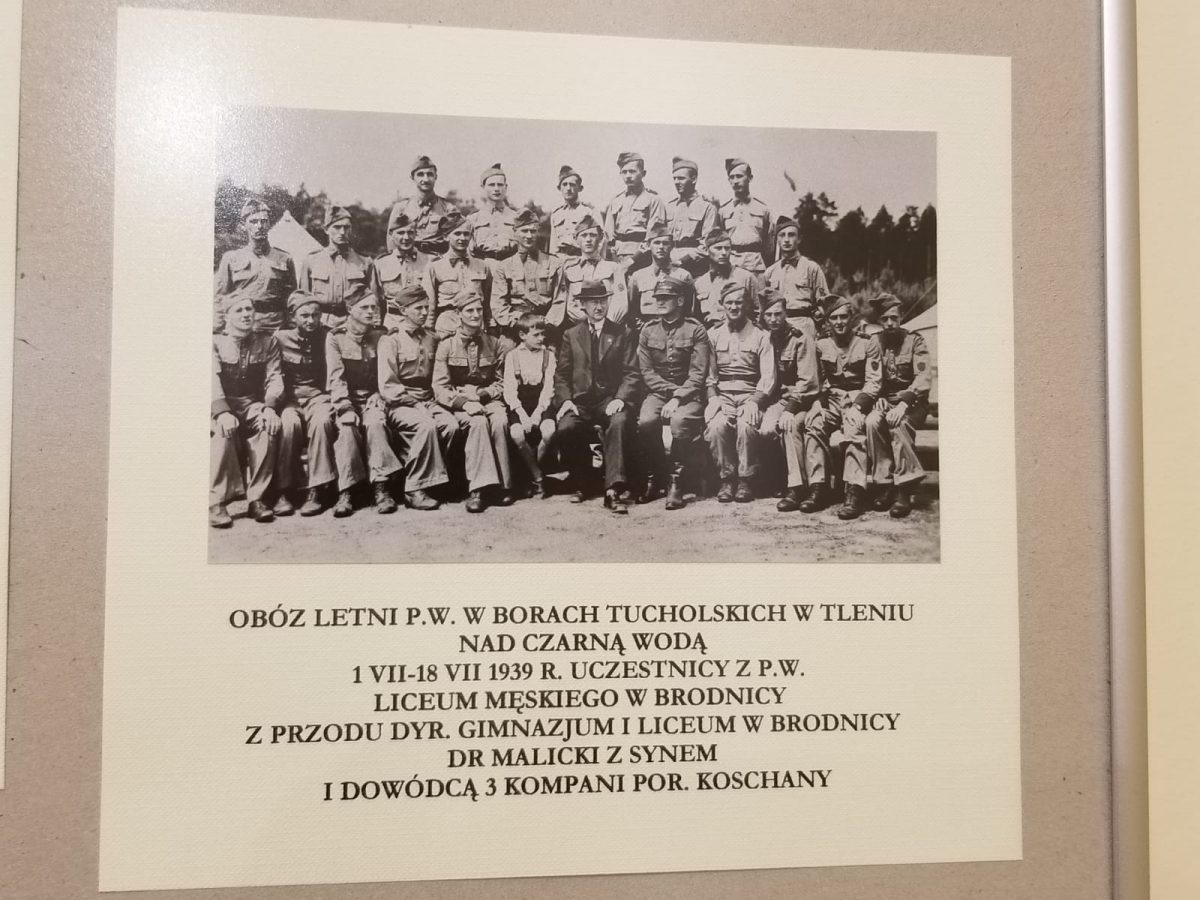 OBÓZ LETNI P.W. W BORACH TUCHOLSKICH W TLENIU
NAD CZARNĄ WODĄ
1 VII-18 VII 1939 R. UCZESTNICY Z P.W.
LICEUM MĘSKIEGO W BRODNICY
Z PRZODU DYR. GIMNAZJUM I LICEUM W BRODNICY
DR MALICKI Z SYNEM
I DOWÓDCĄ 3 KOMPANI POR. KOSCHANY